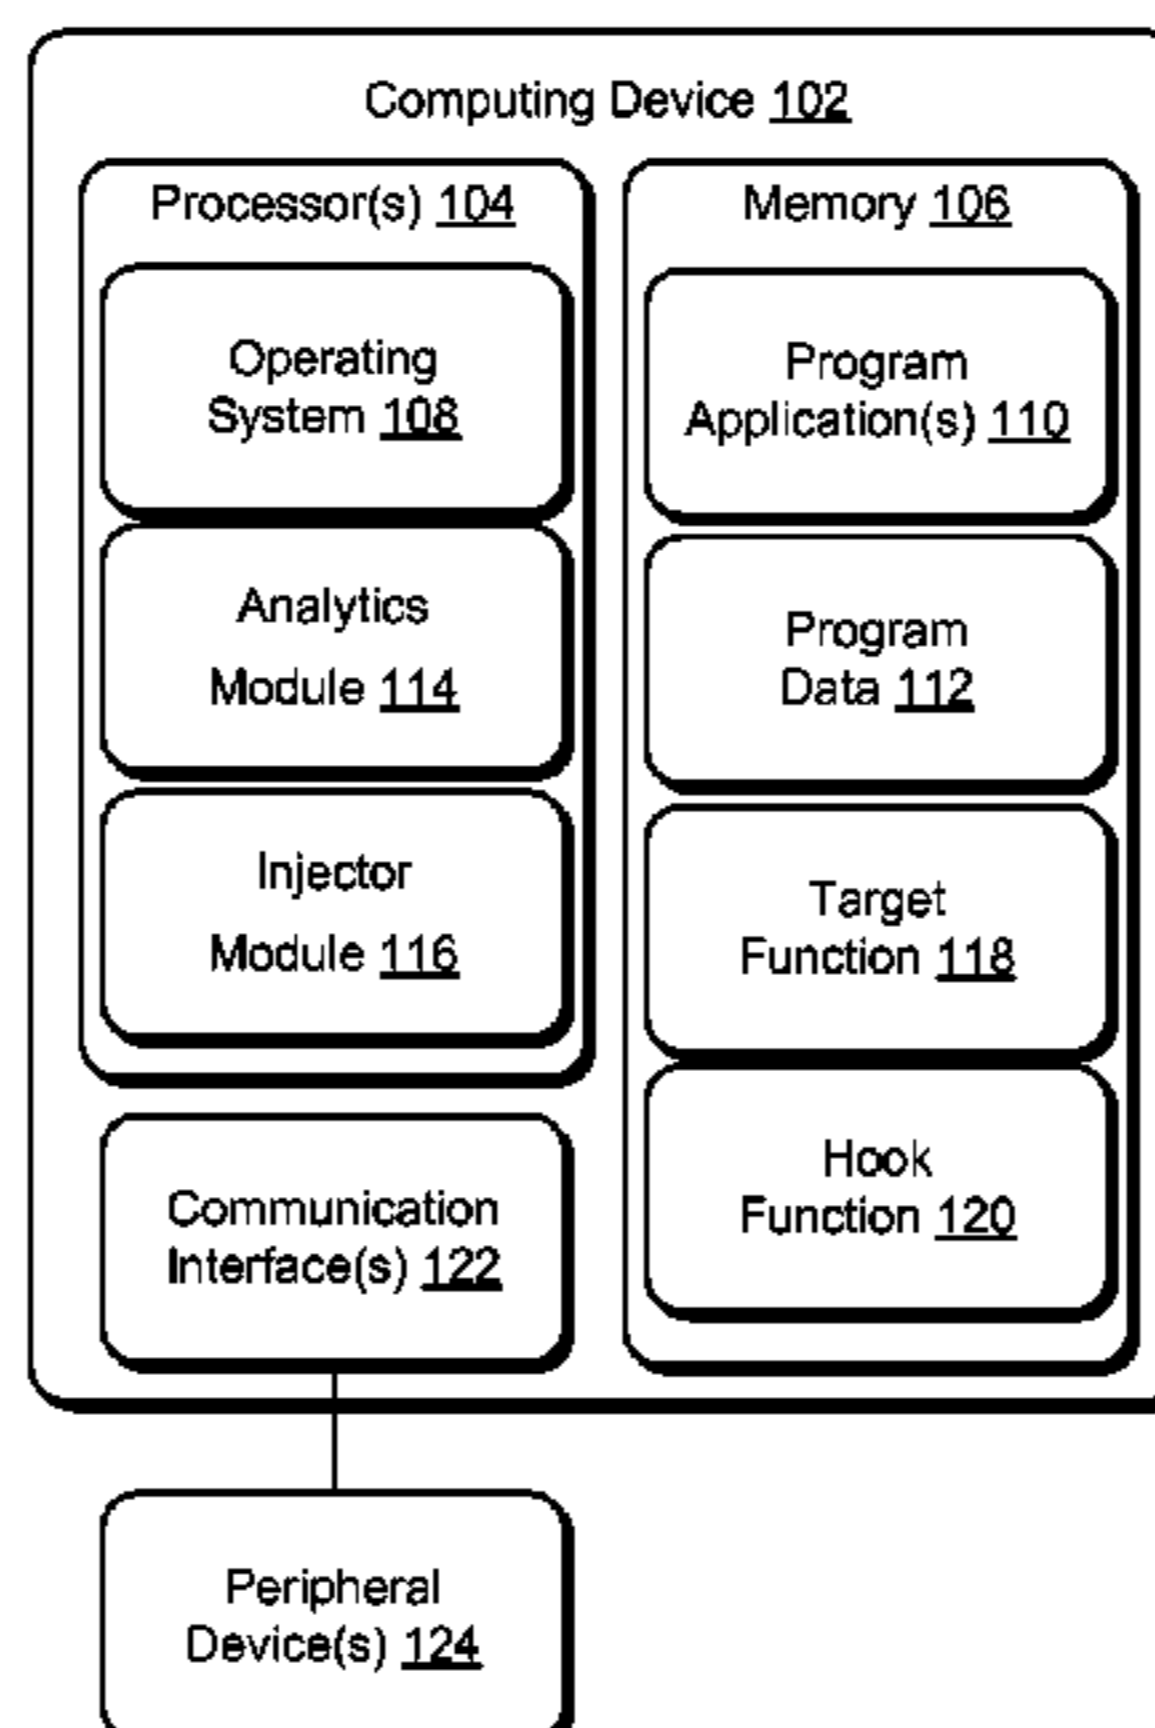 Computing Device 102
Processor(s) 104
Operating
System 108
Analytics
Module 114
Injector
Module 116
Communication
Interface(s) 122
Memory 106
Program
Application(s) 110
Program
Data 112
Target
Function 118
Hook
Function 120
Peripheral
Device(s) 124